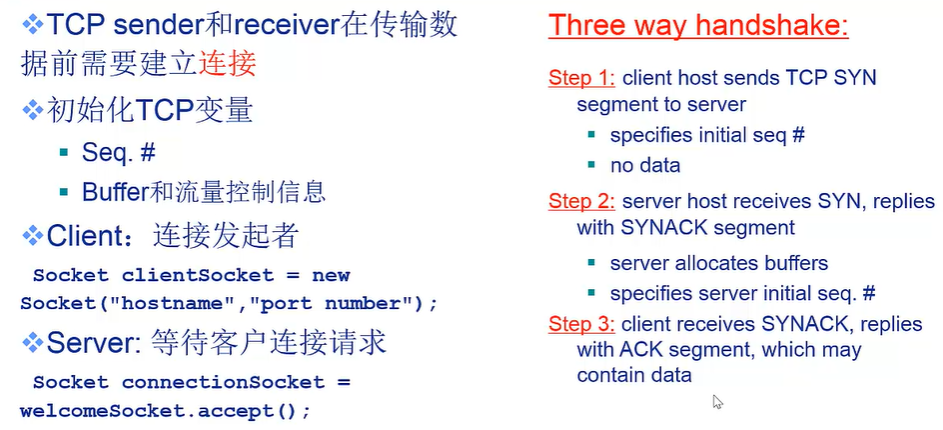 TCP sender和receiver在传输数
据前需要建立连接
初始化TCP变量
Seq. #
Buffer和流量控制信息
Client：连接发起者
Socket clientSocket = new
Socket("hostname","port number");
Server: 等待客户连接请求
Socket connectionSocket =
welcomeSocket.accept();
Three way handshake:
Step 1: client host sends TCP SYN
segment to server
specifies initial seq #
no data
Step 2: server host receives SYN, replies
with SYNACK segment
server allocates buffers
specifies server initial seq. #
Step 3: client receives SYNACK, replies
with ACK segment, which may
contain data